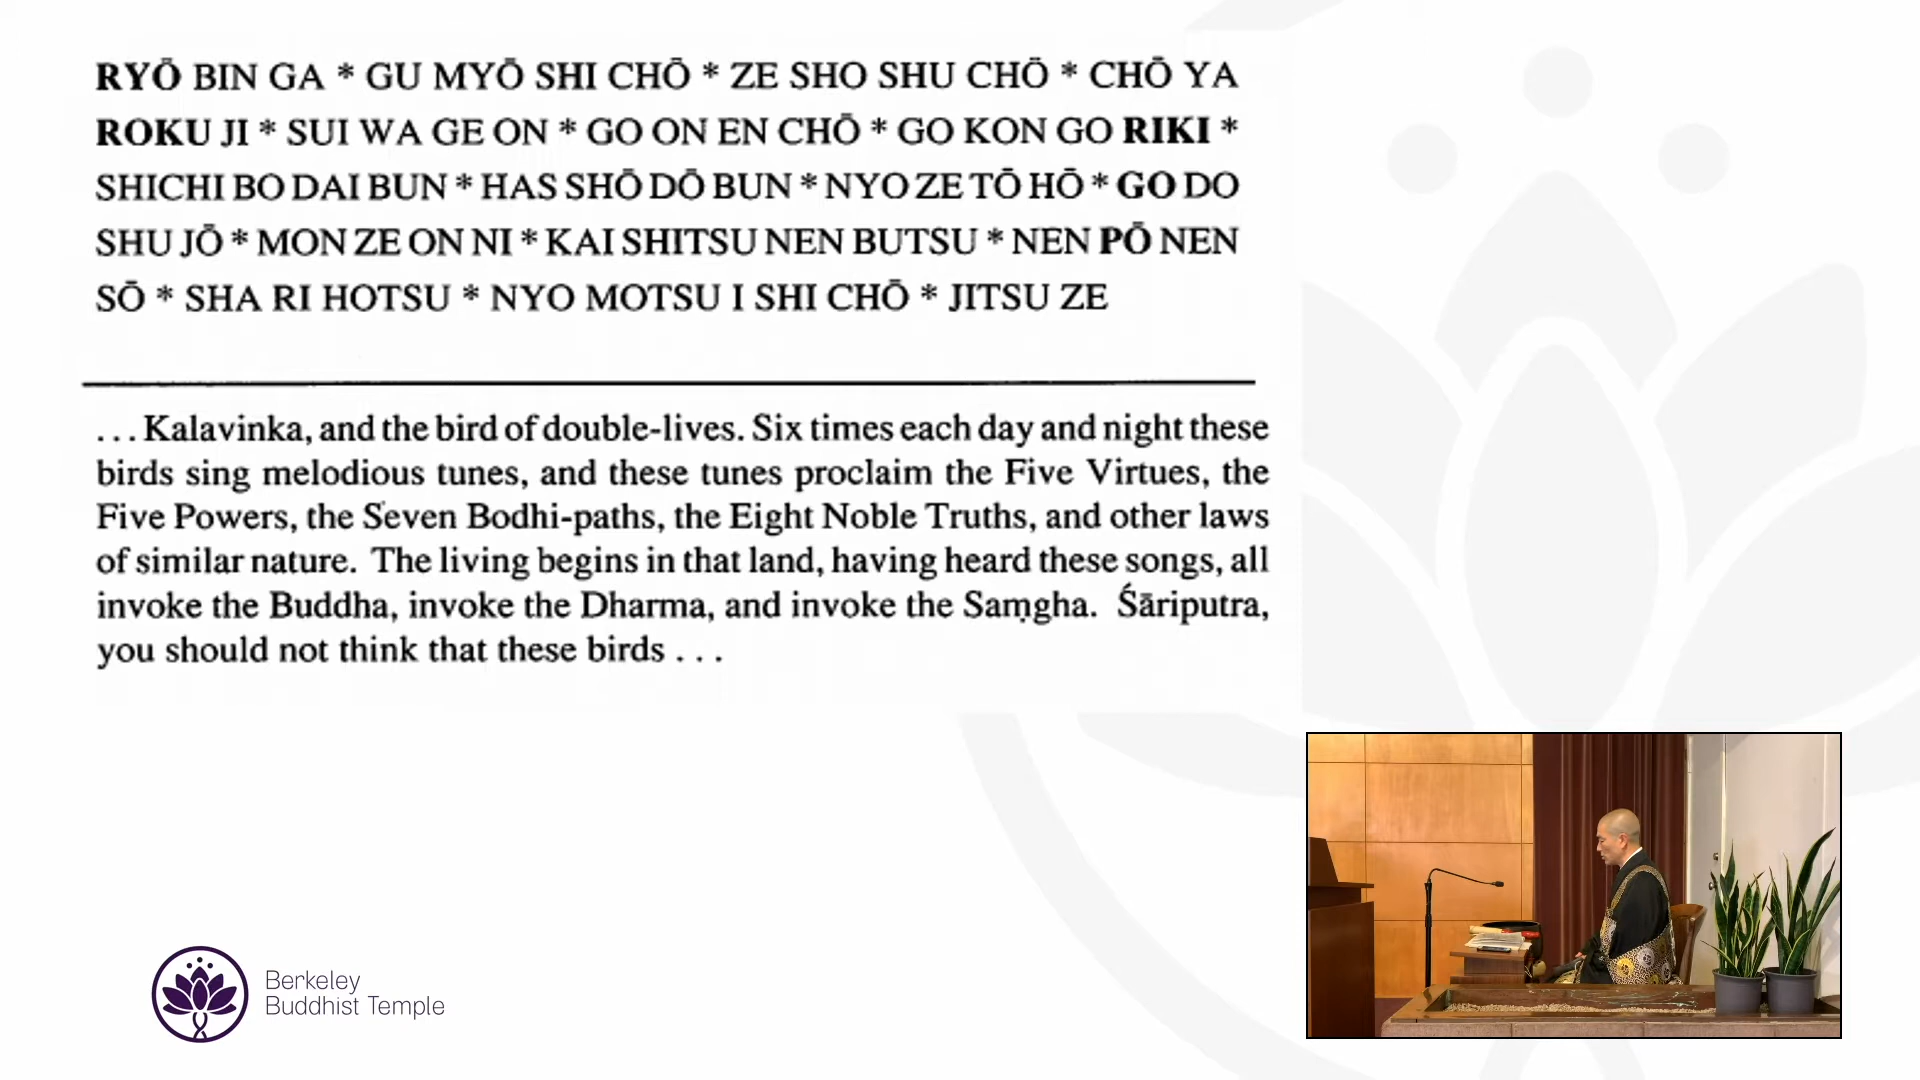 RYŌ BIN GA * GU MYŌ SHI CHŌ * ZE SHO SHU CHŌ * CHŌ YA
ROKU JI * SUI WA GE ON * GO ON EN CHŌ * GO KON GO RIKI *
SHICHI BO DAI BUN * HAS SHŌ DŌ BUN * NYO ZE TŌ HŌ * GO DO
SHU JŌ * MON ZE ON NI * KAI SHITSU NEN BUTSU * NEN PŌ NEN
SŌ * SHA RI HOTSU * NYO MOTSU I SHI CHŌ * JITSU ZE
... Kalavinka, and the bird of double-lives. Six times each day and night these
birds sing melodious tunes, and these tunes proclaim the Five Virtues, the
Five Powers, the Seven Bodhi-paths, the Eight Noble Truths, and other laws
of similar nature. The living begins in that land, having heard these songs, all
invoke the Buddha, invoke the Dharma, and invoke the Saṃgha. Śāriputra,
you should not think that these birds ...
Berkeley
Buddhist Temple